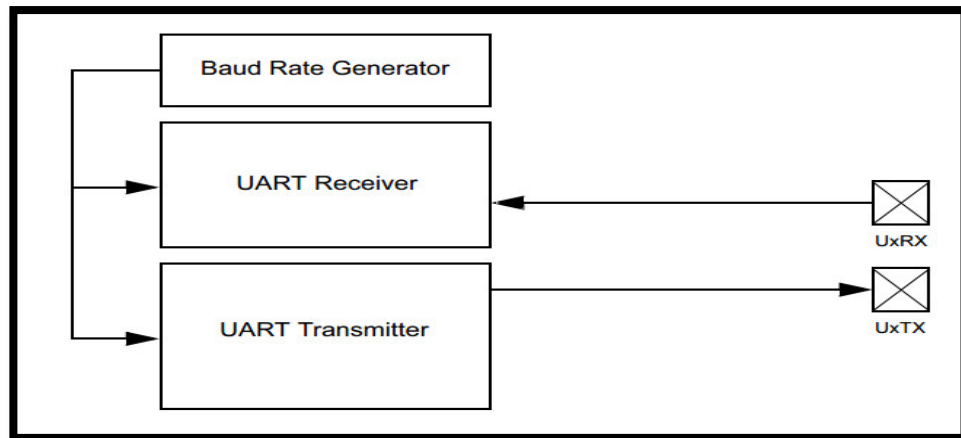 Baud Rate Generator
UART Receiver
UxRX
UART Transmitter
UxTX